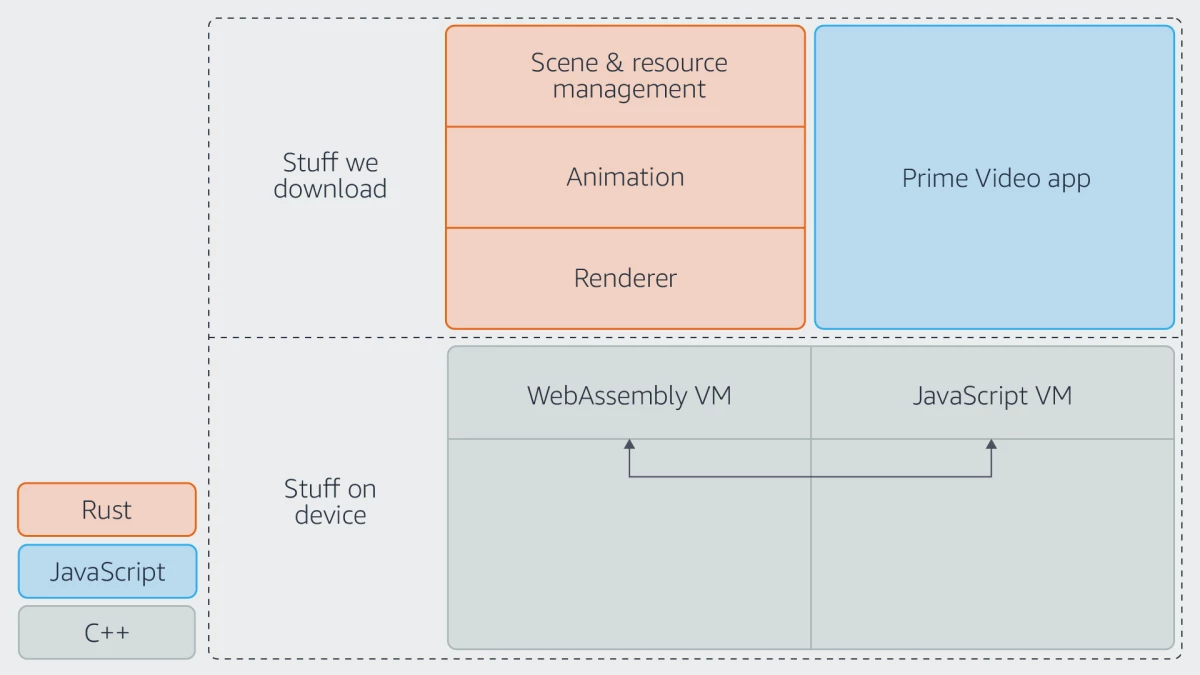 Scene & resource
management
Stuff we
download
Animation
Prime Video app
Renderer
WebAssembly VM
JavaScript VM
Stuff on
device
Rust
JavaScript
C++